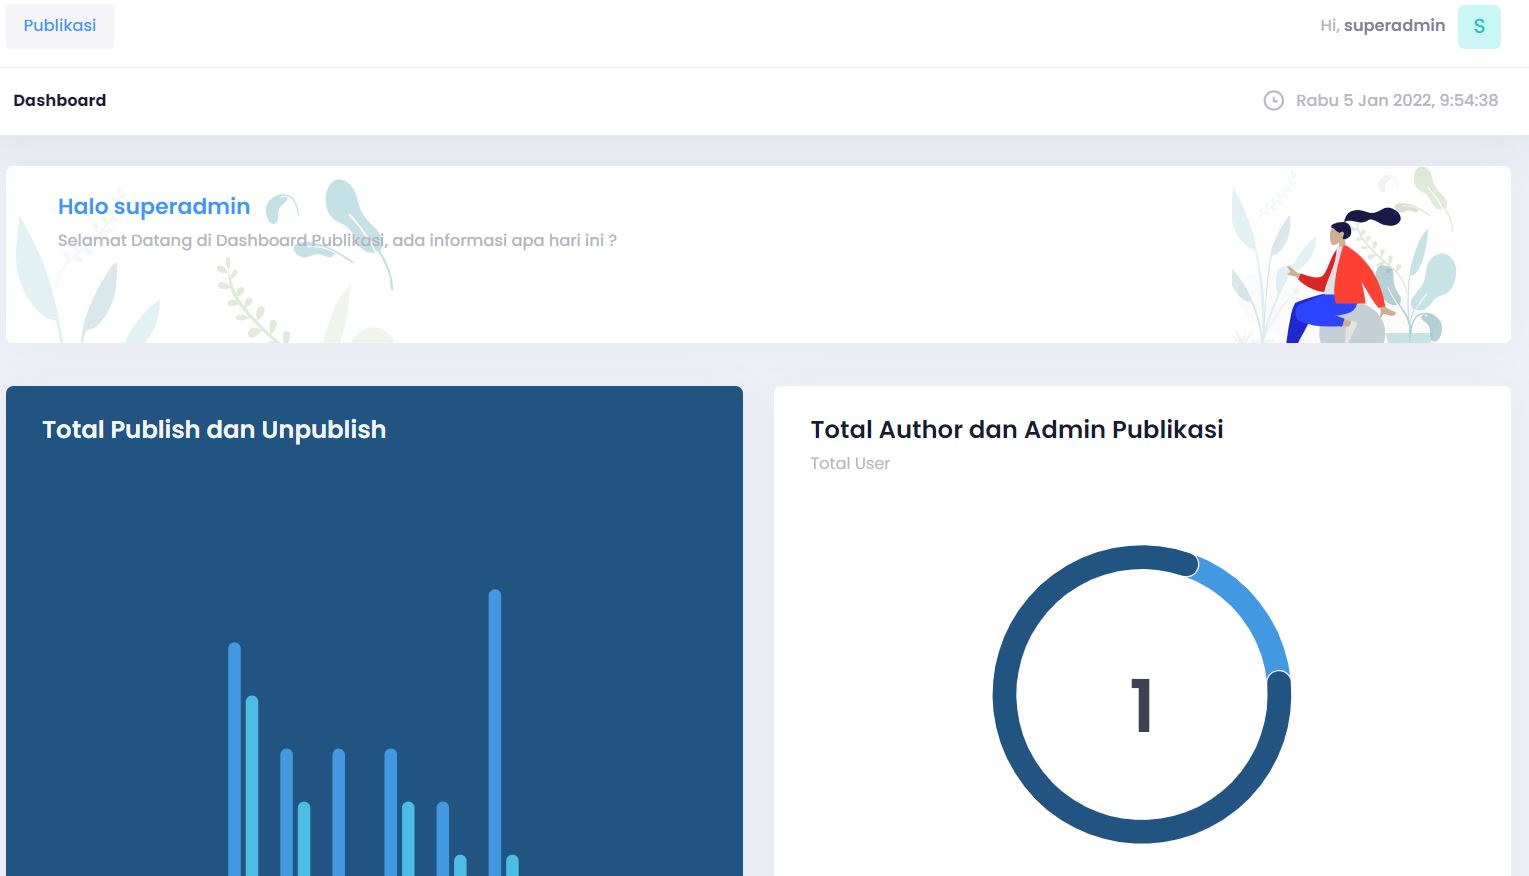 Publikasi
Hi, superadmin
S
Dashboard
Rabu 5 Jan 2022, 9:54:38
Halo superadmin
Selamat Datang di Dashboard Publikasi, ada informasi apa hari ini ?
Total Publish dan Unpublish
Total Author dan Admin Publikasi
Total User
1